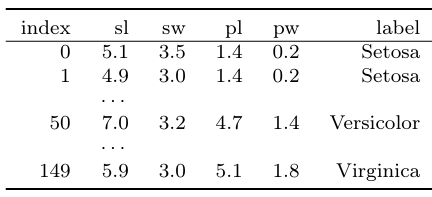 index sl sw pl pw label
0 5.1 3.5 1.4 0.2 Setosa
1 4.9 3.0 1.4 0.2 Setosa
...
50 7.0 3.2 4.7 1.4 Versicolor
...
149 5.9 3.0 5.1 1.8 Virginica